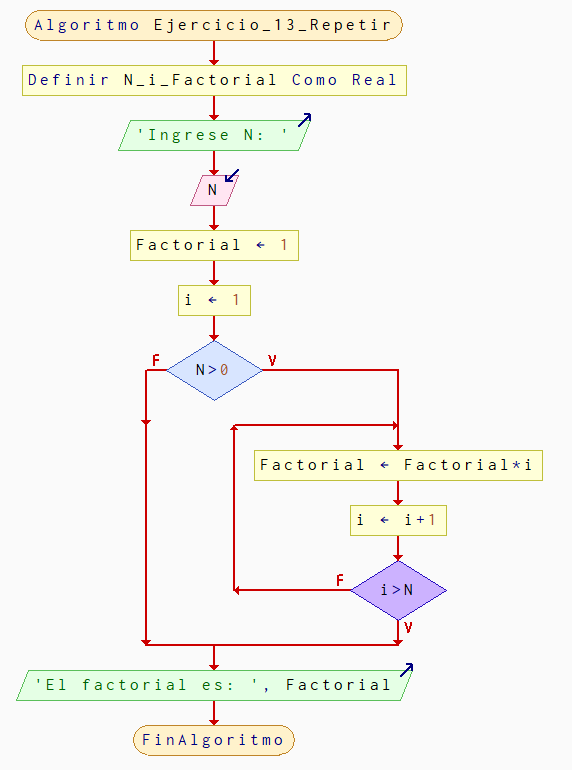 Algoritmo Ejercicio_13_Repetir
Definir N_i_Factorial Como Real
'Ingrese N: '
N
Factorial ← 1
i ← 1
F
V
N>0
Factorial ← Factorial*i
i ← i+1
F
i>N
V
'El factorial es: ', Factorial
FinAlgoritmo